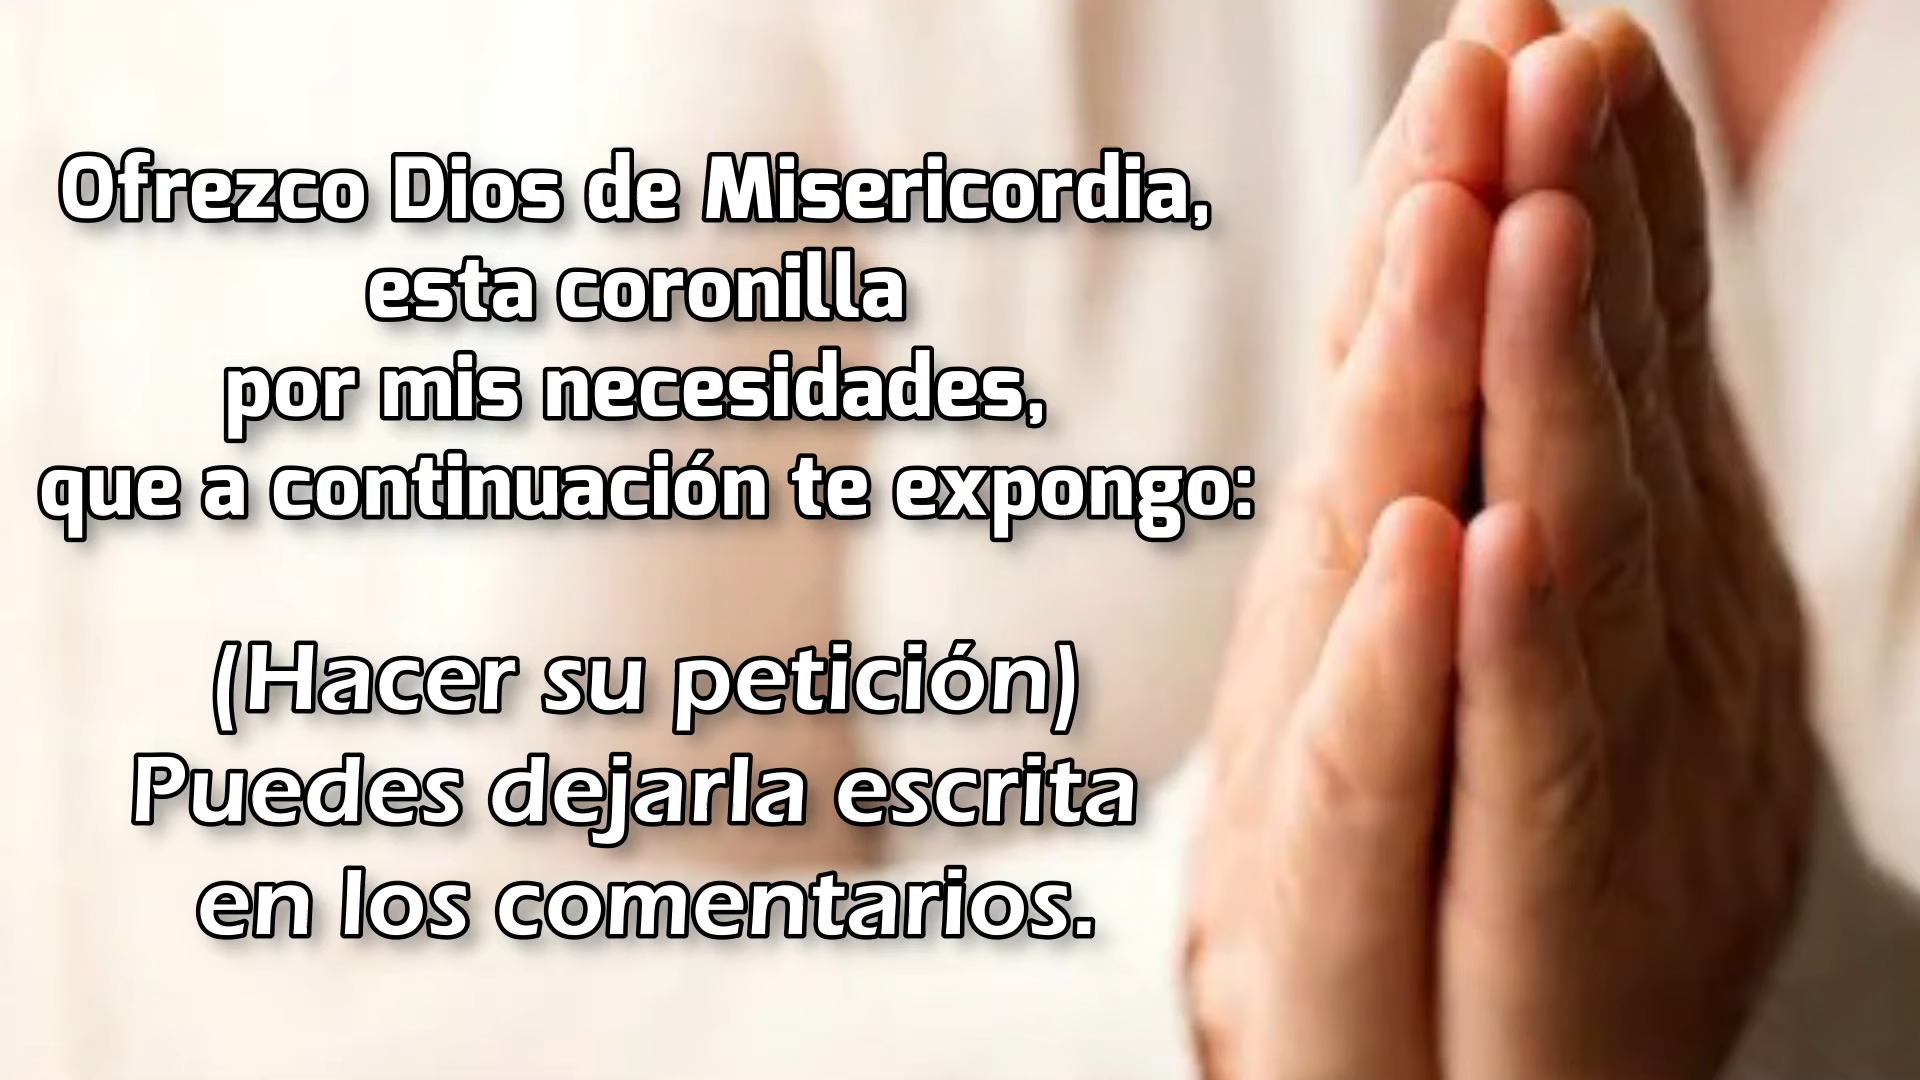 Ofrezco Dios de Misericordia,
esta coronilla
por mis necesidades,
que a continuación te expongo:
(Hacer su petición)
Puedes dejarla escrita
en los comentarios.